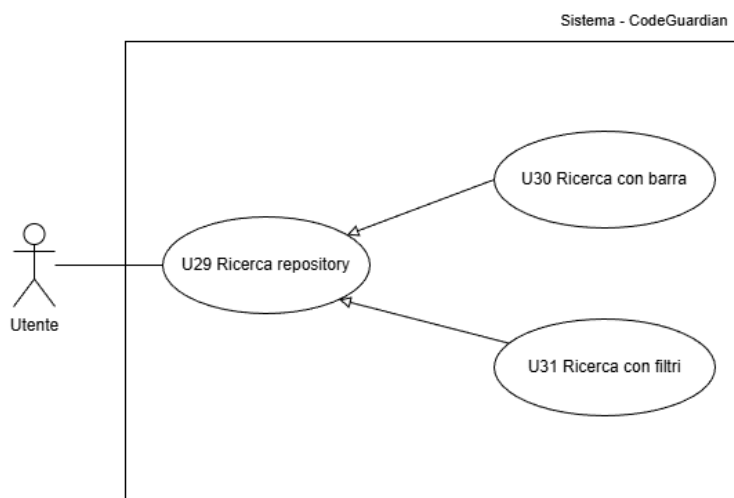 Sistema - CodeGuardian
U30 Ricerca con barra
U29 Ricerca repository
Utente
U31 Ricerca con filtri